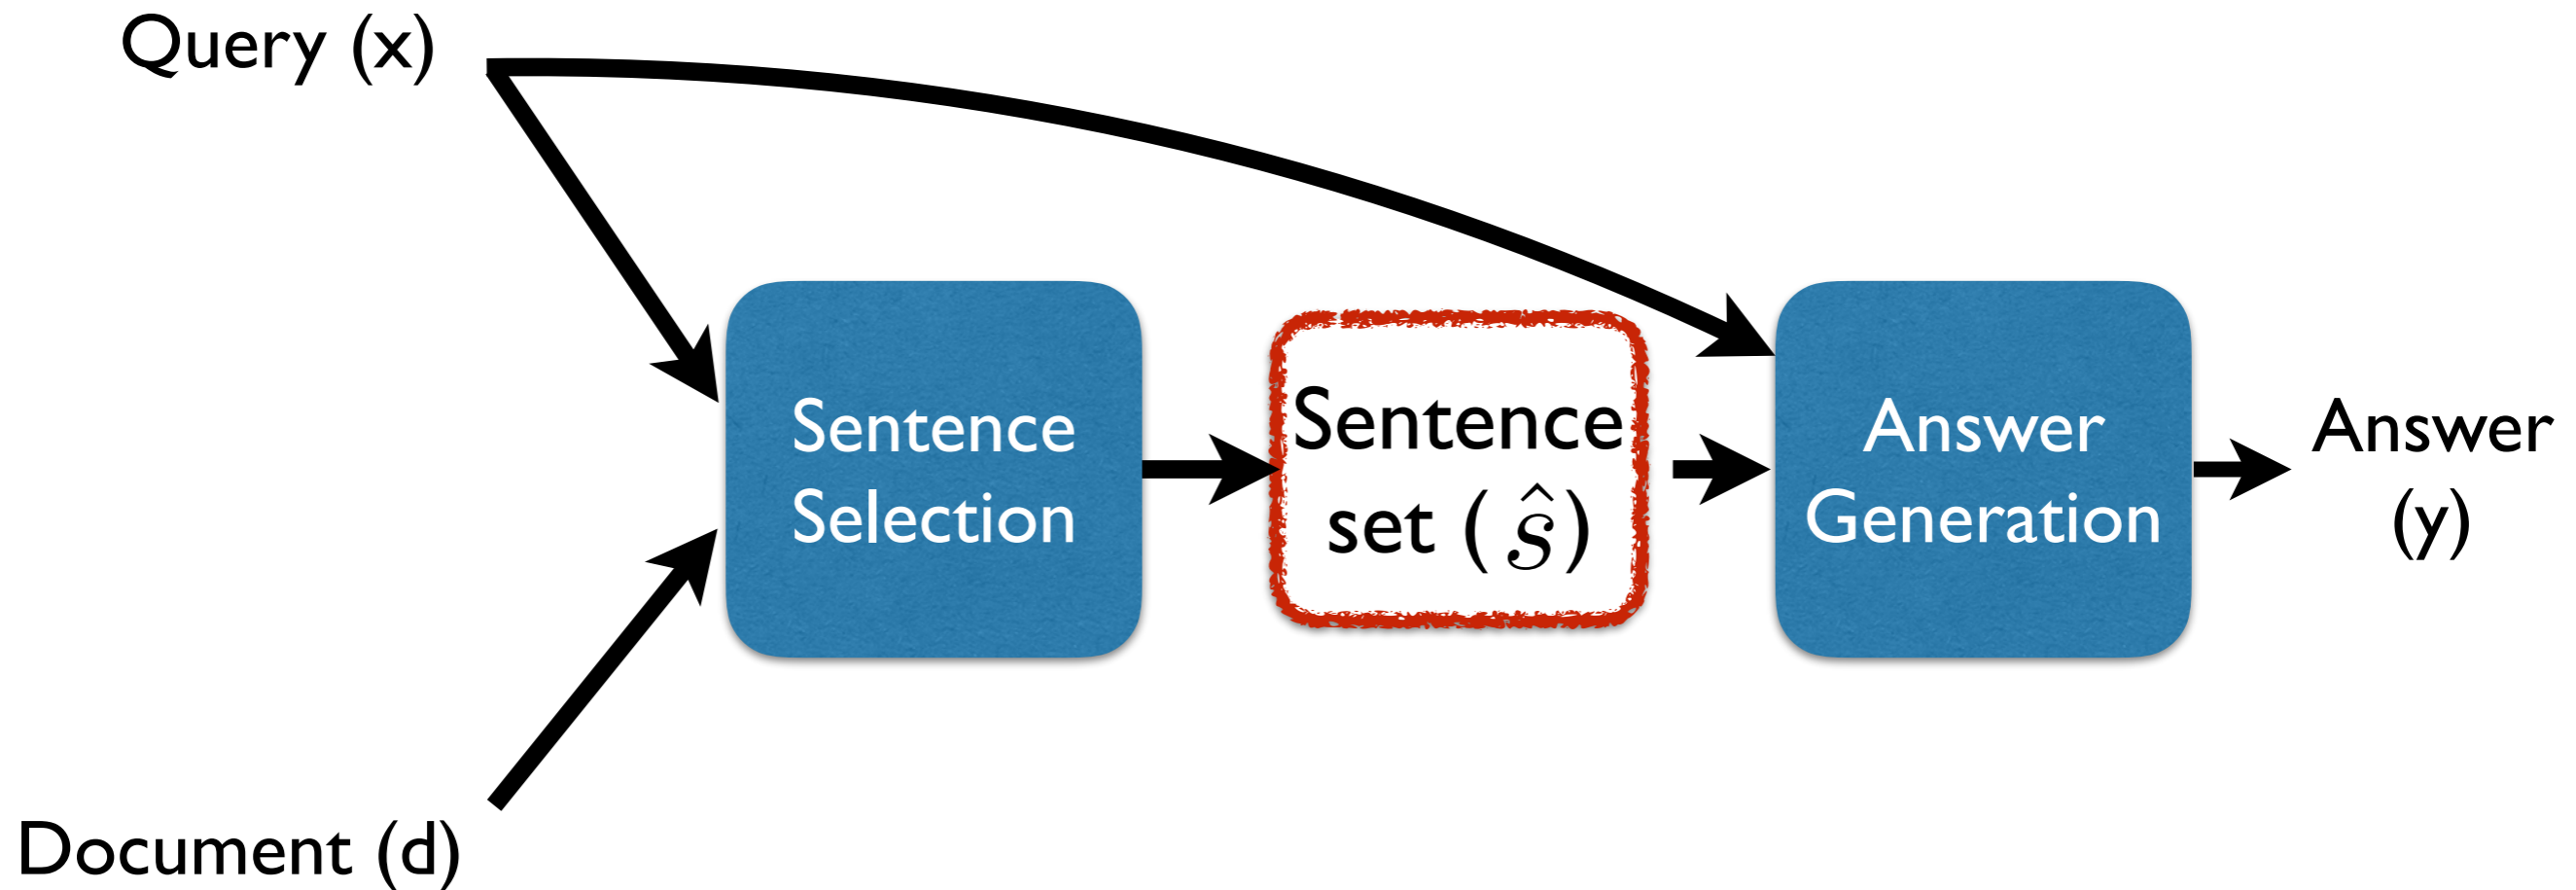 Query (x)
Sentence
Selection
Sentence
set ( ŝ )
Answer
Generation
Answer
(y)
Document (d)